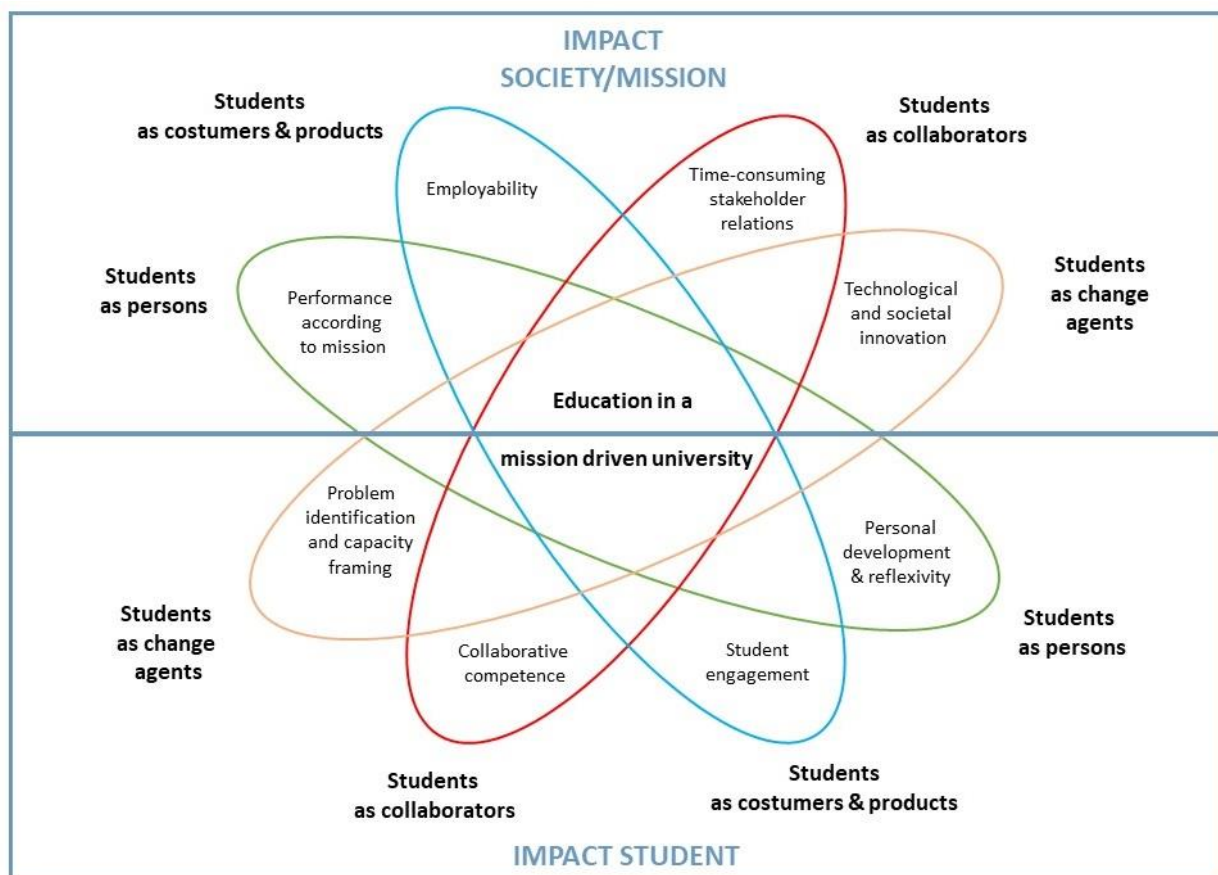 IMPACT
SOCIETY/MISSION
Students
as costumers & products
Students
as collaborators
Employability
Time-consuming
stakeholder
relations
Students
as persons
Students
as change
agents
Performance
according
to mission
Technological
and societal
innovation
Education in a
mission driven university
Problem
identification
and capacity
framing
Personal
development
& reflexivity
Students
as change
agents
Students
as persons
Collaborative
competence
Student
engagement
Students
as collaborators
Students
as costumers & products
IMPACT STUDENT